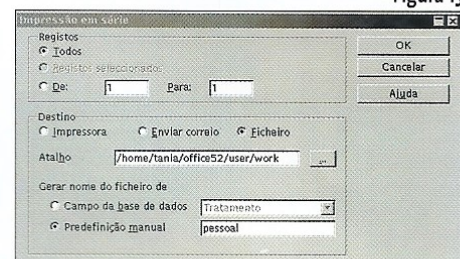 Impressão em série
Registos
Todos
Registos seleccionados
De: 1 Para: 1
OK
Cancelar
Ajuda
Destino
Impressora Enviar correio Ficheiro
Atalho /home/tania/office52/user/work ...
Gerar nome do ficheiro de
Campo da base de dados Tratamento
Predefinição manual pessoal